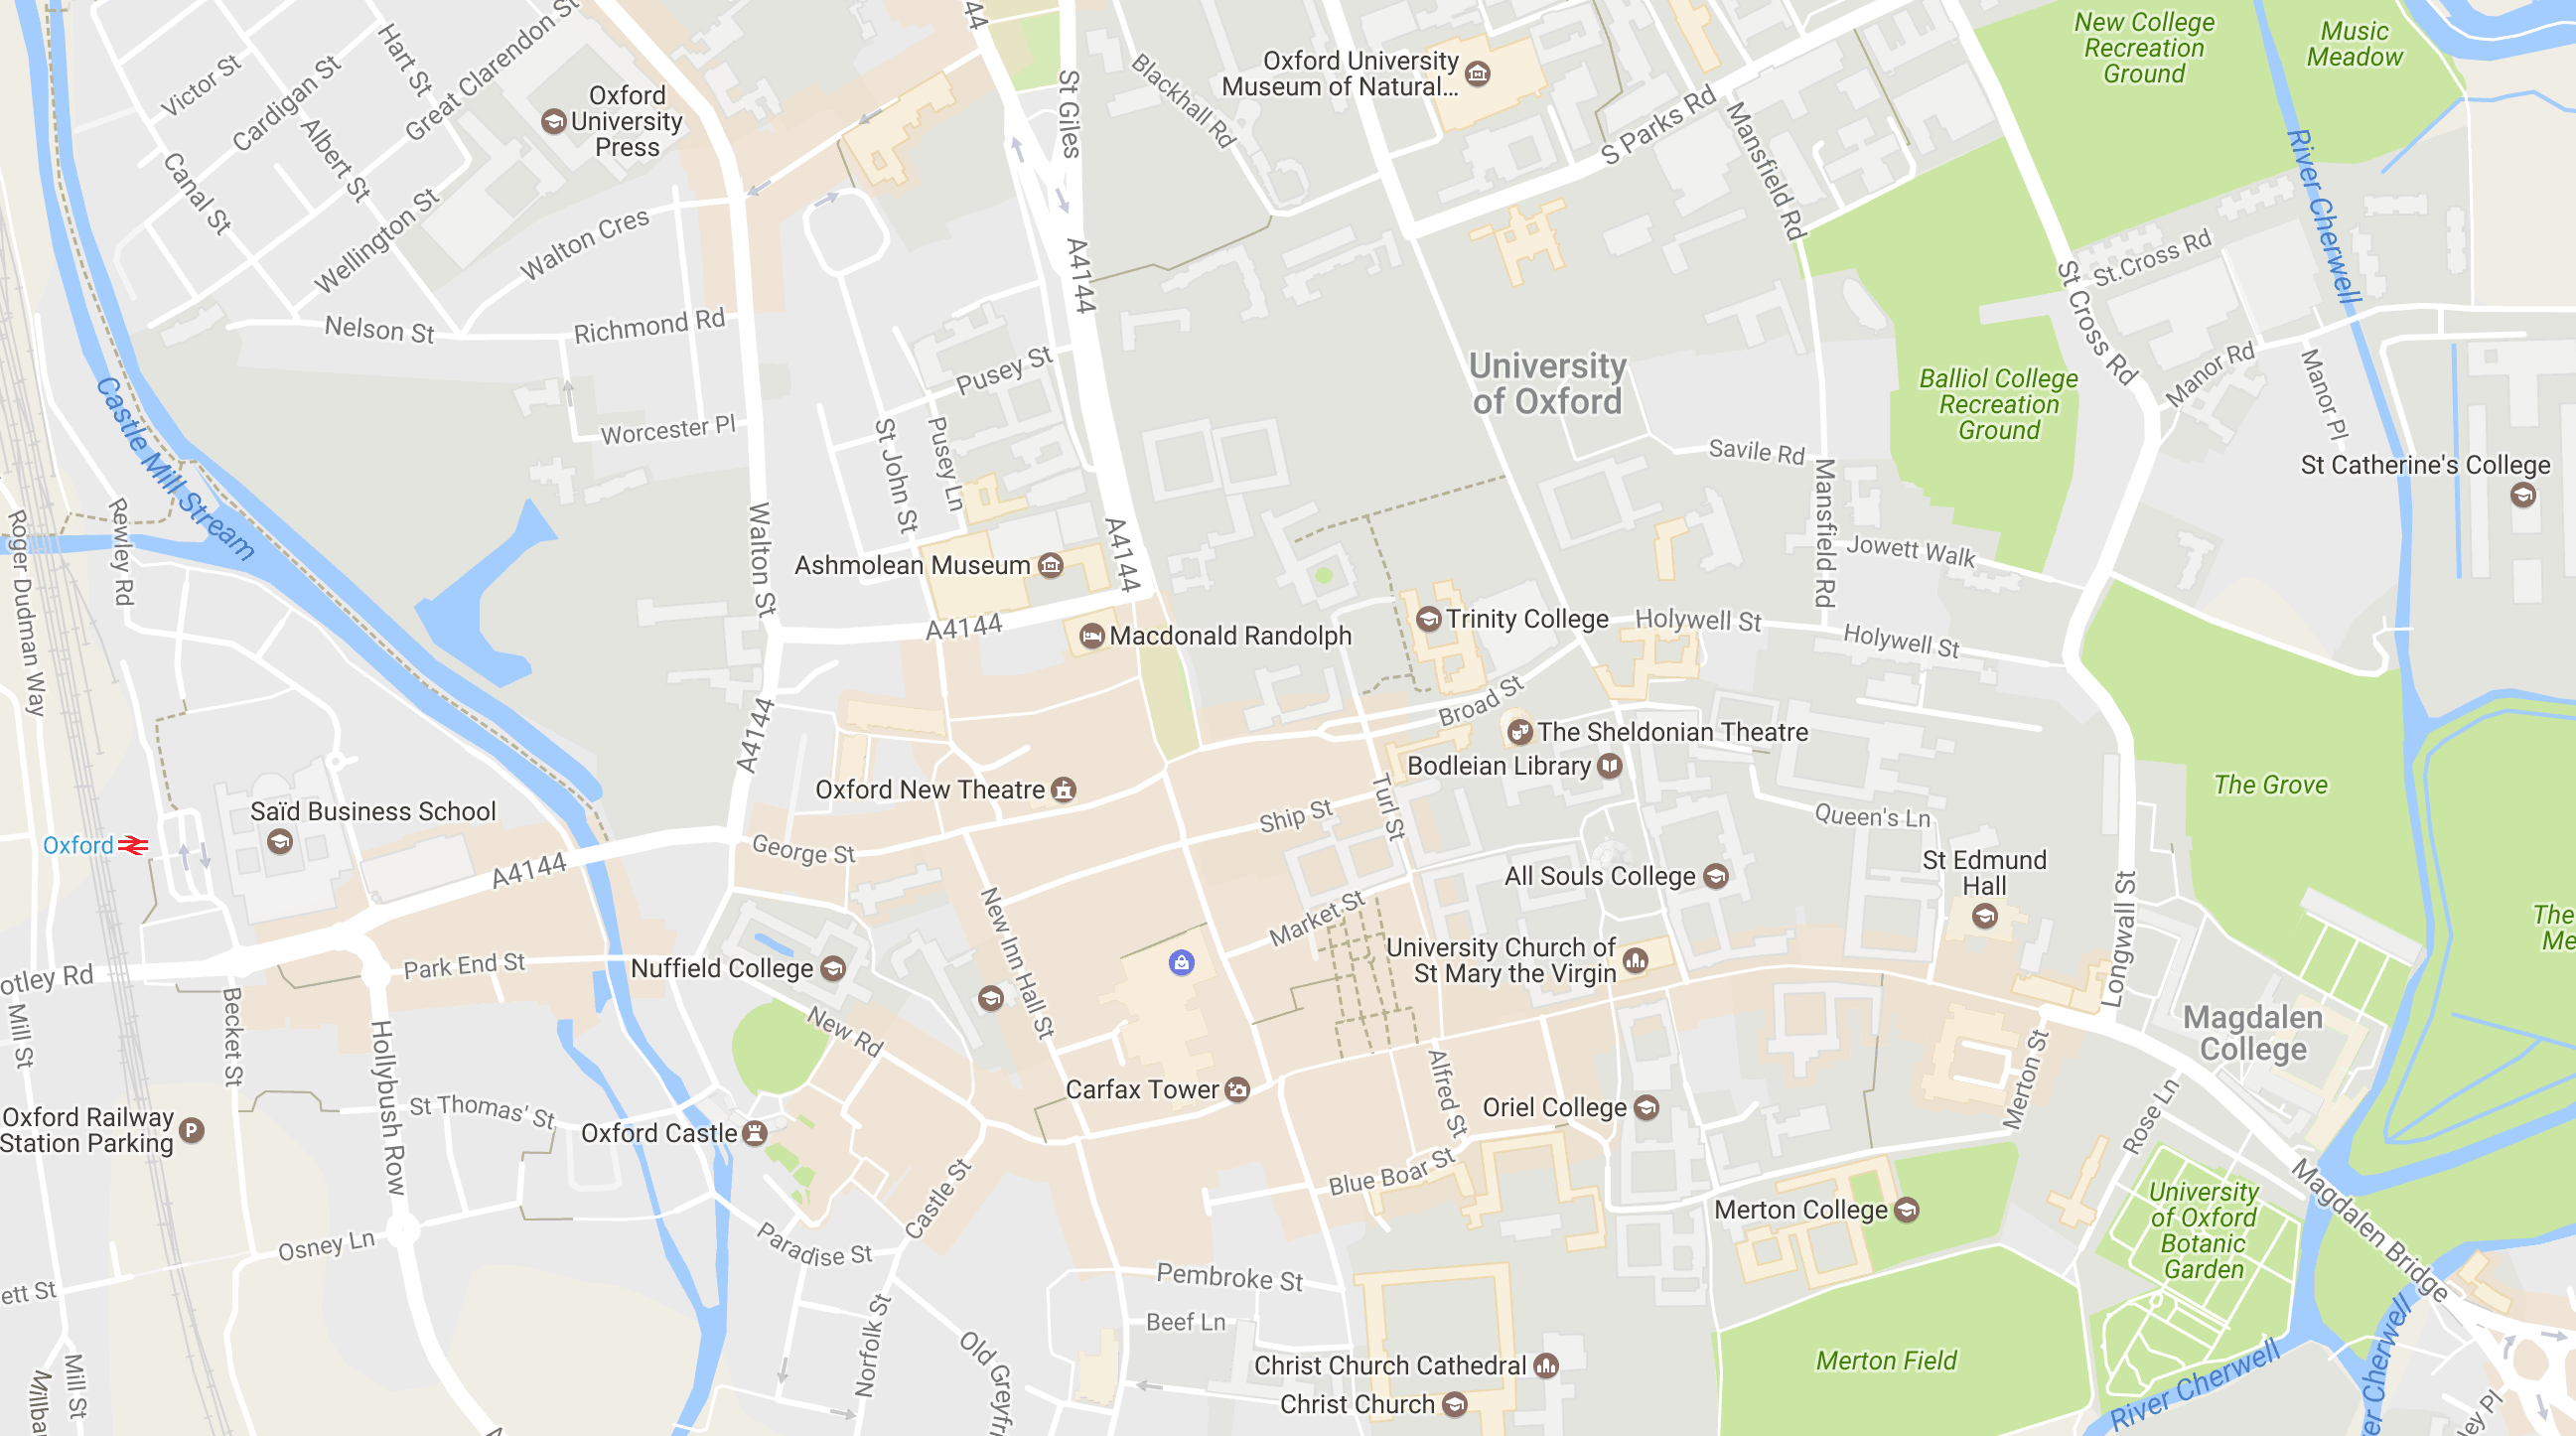 Victor St
Cardigan St
Hart St
Great Clarendon St
Albert St
Canal St
Wellington St
Walton Cres
Nelson St
Richmond Rd
Worcester Pl
Oxford
University
Press
44
St Giles
Blackhall Rd
Oxford University
Museum of Natural...
S Parks Rd
Mansfield Rd
New College
Recreation
Ground
Music
Meadow
River Cherwell
A4144
Pusey St
St John St
Pusey Ln
University
of Oxford
St Cross Rd
St.Cross Rd
Manor Rd
Manor Pl
Balliol College
Recreation
Ground
Savile Rd
Mansfield Rd
St Catherine's College
Castle Mill Stream
Rewley Rd
Roger Dudman Way
Walton St
Ashmolean Museum
A4144
A4144
Macdonald Randolph
Jowett Walk
Trinity College
Holywell St
Holywell St
Broad St
The Sheldonian Theatre
Bodleian Library
A4144
Oxford New Theatre
Turl St
Ship St
Queen's Ln
The Grove
Saïd Business School
Oxford
A4144
George St
New Inn Hall St
Market St
All Souls College
St Edmund
Hall
Longwall St
The
Me
otley Rd
Park End St
Nuffield College
University Church of
St Mary the Virgin
Mill St
Becket St
Hollybush Row
New Rd
Magdalen
College
Carfax Tower
Alfred St
Oriel College
Merton St
Rose Ln
Oxford Railway
Station Parking
St Thomas' St
Oxford Castle
Castle St
Blue Boar St
Merton College
University
of Oxford
Botanic
Garden
Magdalen Bridge
Osney Ln
Paradise St
Pembroke St
ett St
Norfolk St
Beef Ln
Old Greyfr
Mill St
Millba
Christ Church Cathedral
Christ Church
Merton Field
River Cherwell
er Cherwell
ey Pl